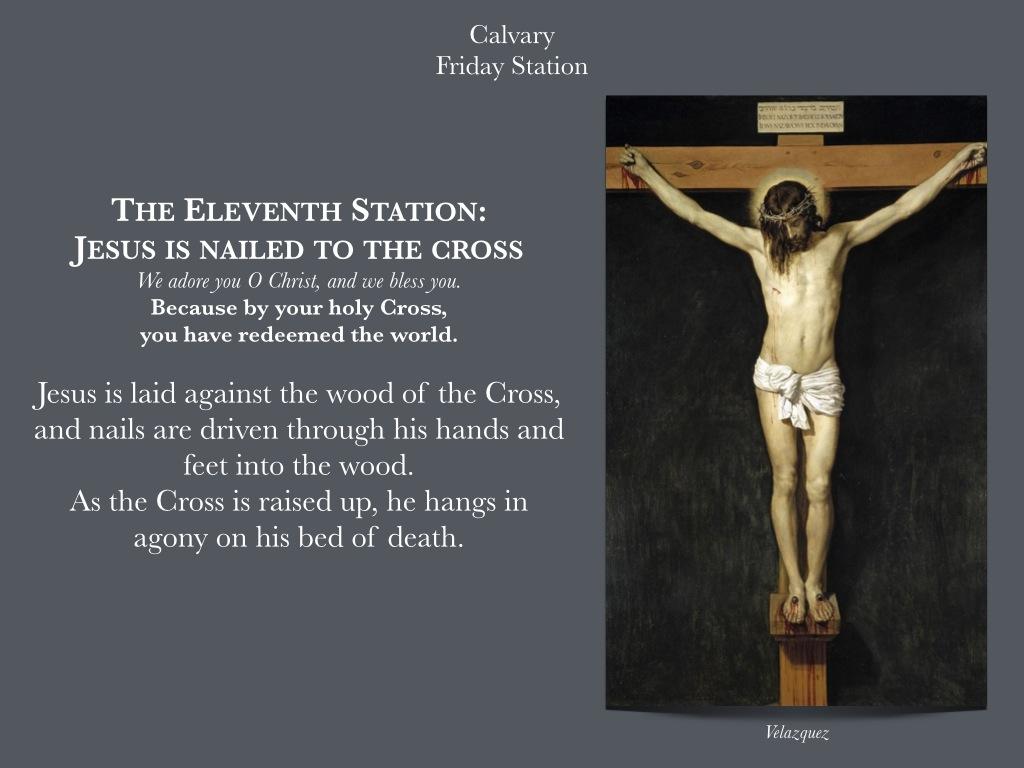 Calvary
Friday Station
The Eleventh Station:
Jesus is nailed to the cross
We adore you O Christ, and we bless you.
Because by your holy Cross,
you have redeemed the world.
Jesus is laid against the wood of the Cross,
and nails are driven through his hands and
feet into the wood.
As the Cross is raised up, he hangs in
agony on his bed of death.
Velazquez